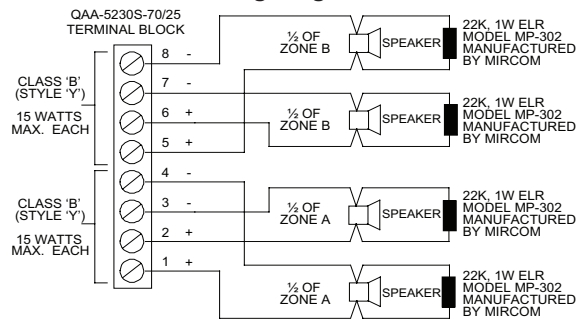 QAA-5230S-70/25
TERMINAL BLOCK
8 -
7 -
6 +
5 +
4 -
3 -
2 +
1 +
CLASS 'B'
(STYLE 'Y')
15 WATTS
MAX. EACH
CLASS 'B'
(STYLE 'Y')
15 WATTS
MAX. EACH
½ OF
ZONE B
SPEAKER
22K, 1W ELR
MODEL MP-302
MANUFACTURED
BY MIRCOM
½ OF
ZONE B
SPEAKER
22K, 1W ELR
MODEL MP-302
MANUFACTURED
BY MIRCOM
½ OF
ZONE A
SPEAKER
22K, 1W ELR
MODEL MP-302
MANUFACTURED
BY MIRCOM
½ OF
ZONE A
SPEAKER
22K, 1W ELR
MODEL MP-302
MANUFACTURED
BY MIRCOM